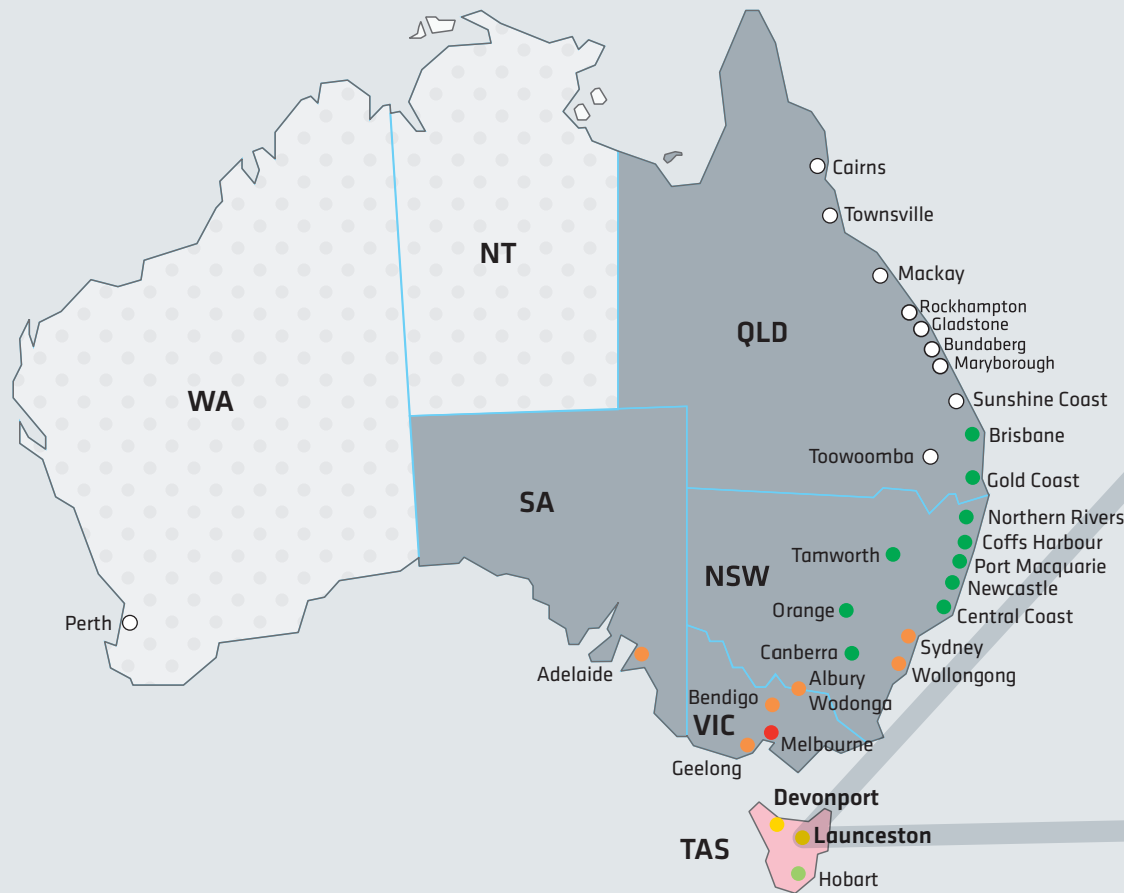 Cairns
Townsville
NT
Mackay
Rockhampton
Gladstone
QLD
Bundaberg
Maryborough
WA
Sunshine Coast
Brisbane
Toowoomba
Gold Coast
SA
Northern Rivers
Coffs Harbour
Tamworth
Port Macquarie
NSW
Newcastle
Orange
Central Coast
Perth
Sydney
Canberra
Wollongong
Adelaide
Albury
Wodonga
Bendigo
VIC
Melbourne
Geelong
Devonport
Launceston
TAS
Hobart